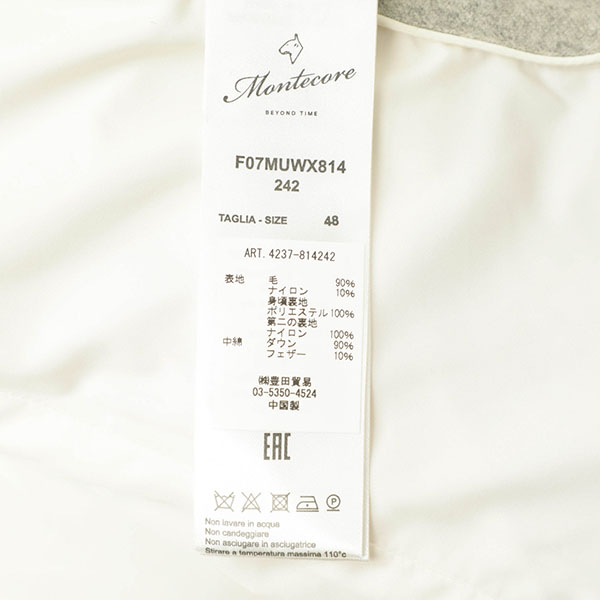 Montecore
BEYOND TIME
F07MUWX814
242
TAGLIA - SIZE 48
ART. 4237-814242
表地 毛 90%
ナイロン 10%
身頃裏地
ポリエステル 100%
第二の裏地
ナイロン 100%
中綿 ダウン 90%
フェザー 10%
㈱豊田貿易
03-5350-4524
中国製
EAC
P
Non lavare in acqua
Non candeggiare
Non asciugare in asciugatrice
Stirare a temperatura massima 110°c